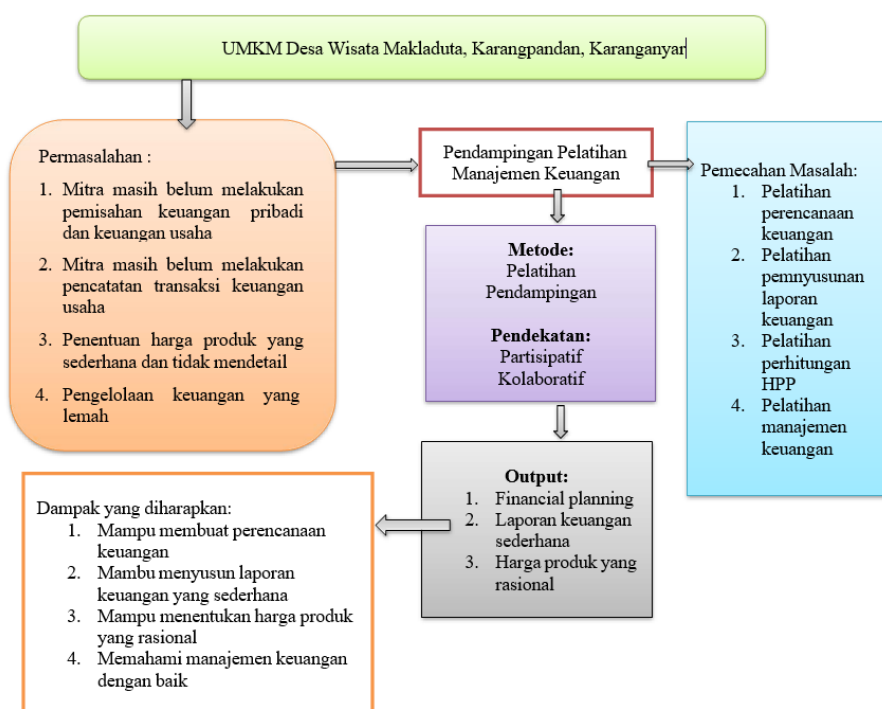 UMKM Desa Wisata Makladuta, Karangpandan, Karanganyar
Permasalahan :
1. Mitra masih belum melakukan
pemisahan keuangan pribadi
dan keuangan usaha
2. Mitra masih belum melakukan
pencatatan transaksi keuangan
usaha
3. Penentuan harga produk yang
sederhana dan tidak mendetail
4. Pengelolaan keuangan yang
lemah
Pendampingan Pelatihan
Manajemen Keuangan
Metode:
Pelatihan
Pendampingan
Pendekatan:
Partisipatif
Kolaboratif
Pemecahan Masalah:
1. Pelatihan
perencanaan
keuangan
2. Pelatihan
pemnyusunan
laporan
keuangan
3. Pelatihan
perhitungan
HPP
4. Pelatihan
manajemen
keuangan
Output:
1. Financial planning
2. Laporan keuangan
sederhana
3. Harga produk yang
rasional
Dampak yang diharapkan:
1. Mampu membuat perencanaan
keuangan
2. Mambu menyusun laporan
keuangan yang sederhana
3. Mampu menentukan harga produk
yang rasional
4. Memahami manajemen keuangan
dengan baik